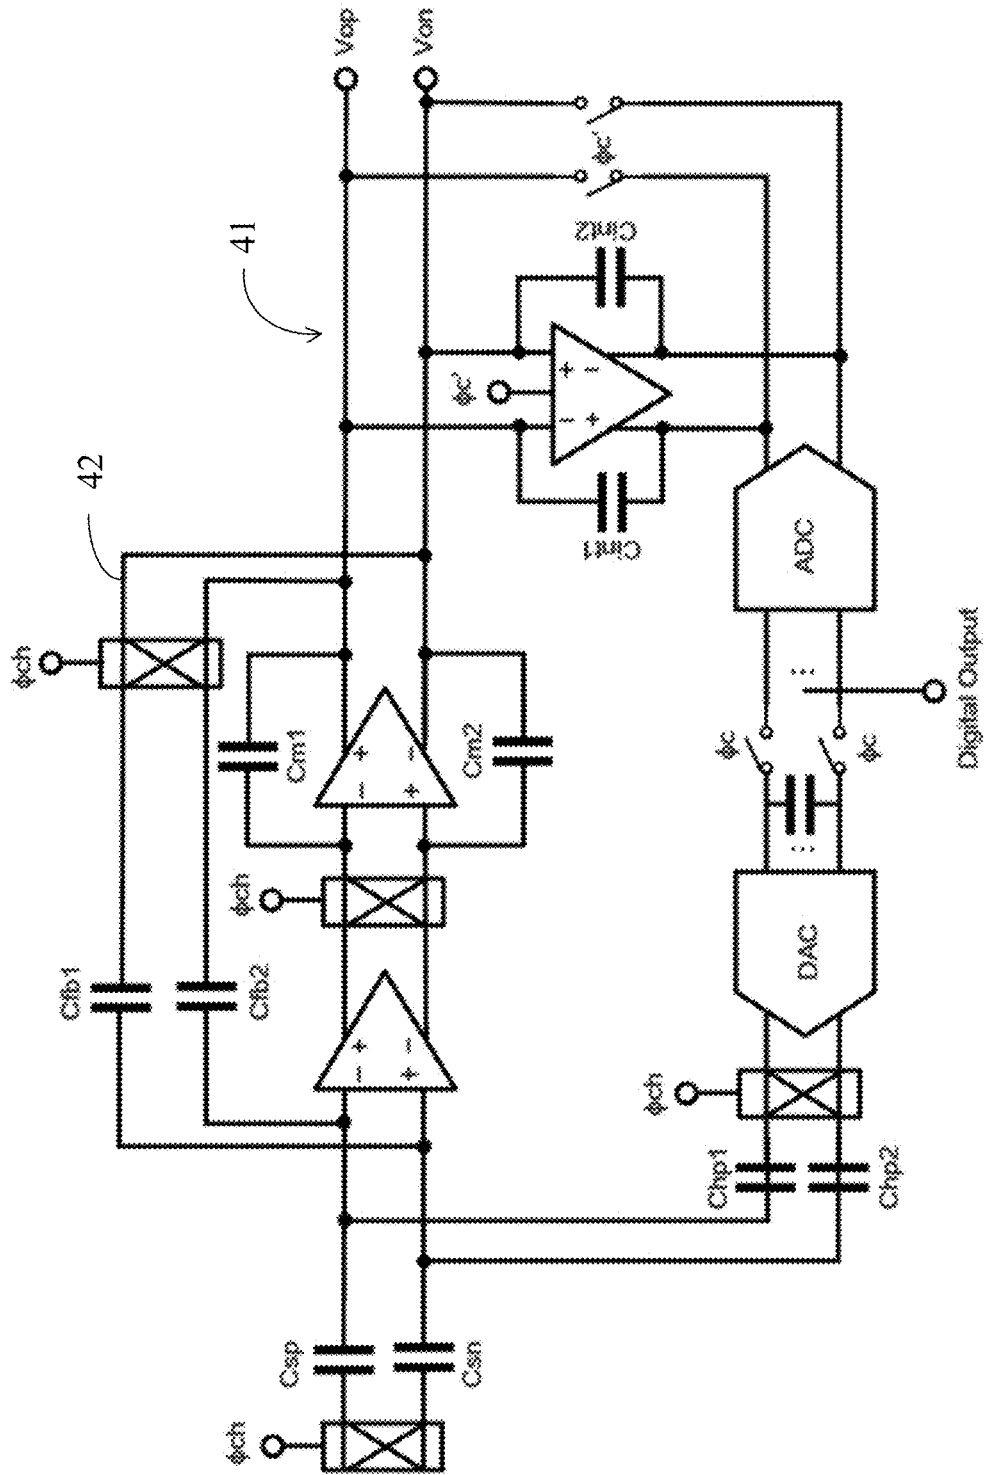 Vop
Von
41
42
ϕch
Cfb1
Cfb2
ϕch
Cm1
Cm2
ϕch
Csp
Csn
ϕc'
Cint1
Cint2
ϕc'
− +
+ −
− +
+ −
− +
+ −
ϕch
Chp1
Chp2
DAC
ϕc
ϕc
ADC
..
..
Digital Output